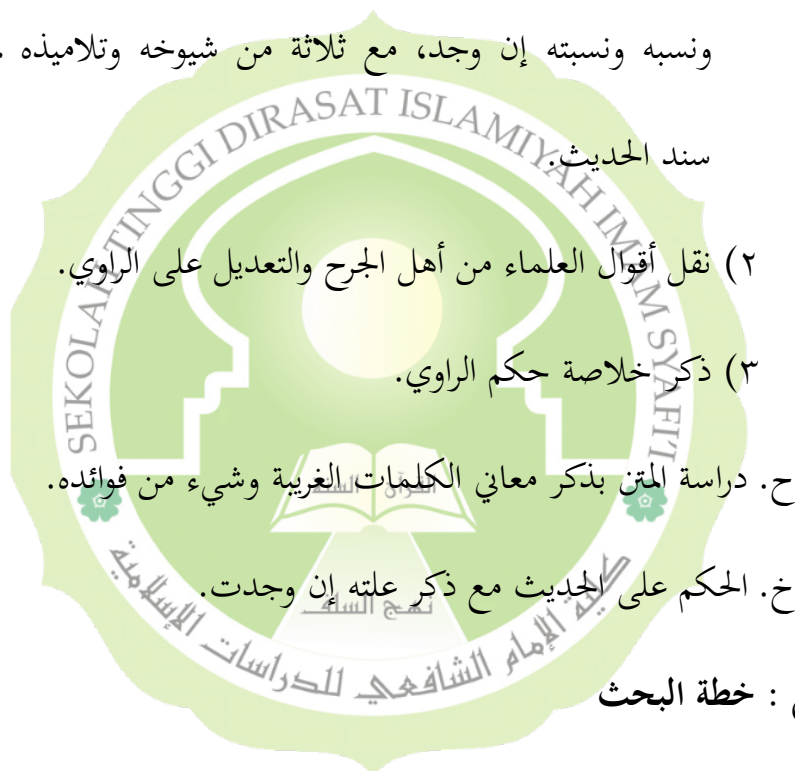 ونسبه ونسبته إن وجد، مع ثلاثة من شيوخه وتلاميذه .
سند الحديث.
٢) نقل أقوال العلماء من أهل الجرح والتعديل على الراوي.
٣) ذكر خلاصة حكم الراوي.
ح. دراسة المتن بذكر معاني الكلمات الغريبة وشيء من فوائده.
خ. الحكم على الحديث مع ذكر علته إن وجدت.
: خطة البحث
SEKOLAH TINGGI DIRASAT ISLAMIYAH IMAM SYAFI'I
القرآن السنة
نهج السلف
كلية الإمام الشافعي للدراسات الإسلامية